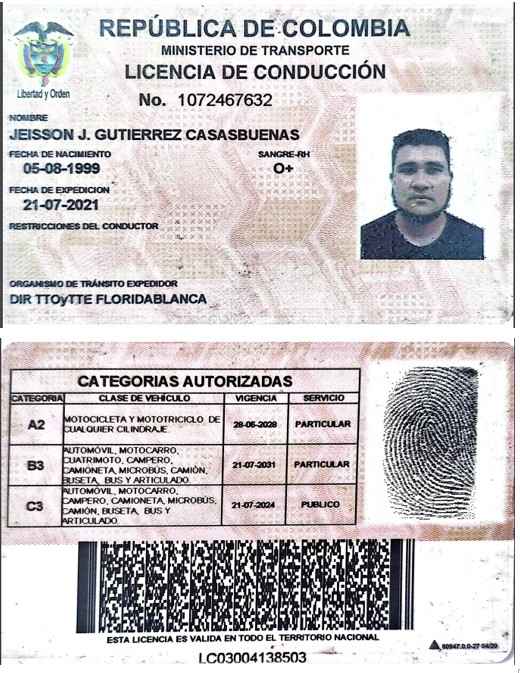 REPÚBLICA DE COLOMBIA
MINISTERIO DE TRANSPORTE
LICENCIA DE CONDUCCIÓN
Libertad y Orden
No. 1072467632
NOMBRE
JEISSON J. GUTIERREZ CASASBUENAS
FECHA DE NACIMIENTO SANGRE-RH
05-08-1999 O+
FECHA DE EXPEDICION
21-07-2021
RESTRICCIONES DEL CONDUCTOR
ORGANISMO DE TRÁNSITO EXPEDIDOR
DIR TTOyTTE FLORIDABLANCA
CATEGORIAS AUTORIZADAS
CATEGORIA CLASE DE VEHÍCULO VIGENCIA SERVICIO
A2 MOTOCICLETA Y MOTOTRICICLO DE CUALQUIER CILINDRAJE 28-06-2028 PARTICULAR
B3 AUTOMÓVIL, MOTOCARRO, CUATRIMOTO, CAMPERO, CAMIONETA, MICROBÚS, CAMIÓN, BUSETA, BUS Y ARTICULADO 21-07-2031 PARTICULAR
C3 AUTOMÓVIL, MOTOCARRO, CAMPERO, CAMIONETA, MICROBÚS, CAMIÓN, BUSETA, BUS Y ARTICULADO 21-07-2024 PUBLICO
ESTA LICENCIA ES VALIDA EN TODO EL TERRITORIO NACIONAL
LC03004138503
60947.0.0-27 04/20